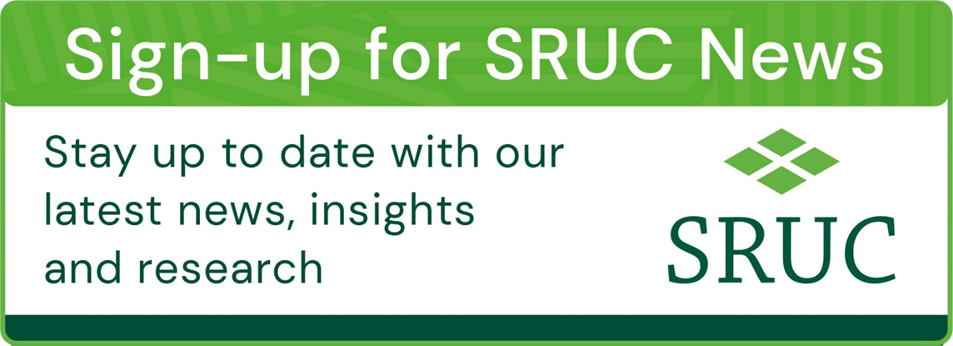 Sign-up for SRUC News
Stay up to date with our
latest news, insights
and research
SRUC